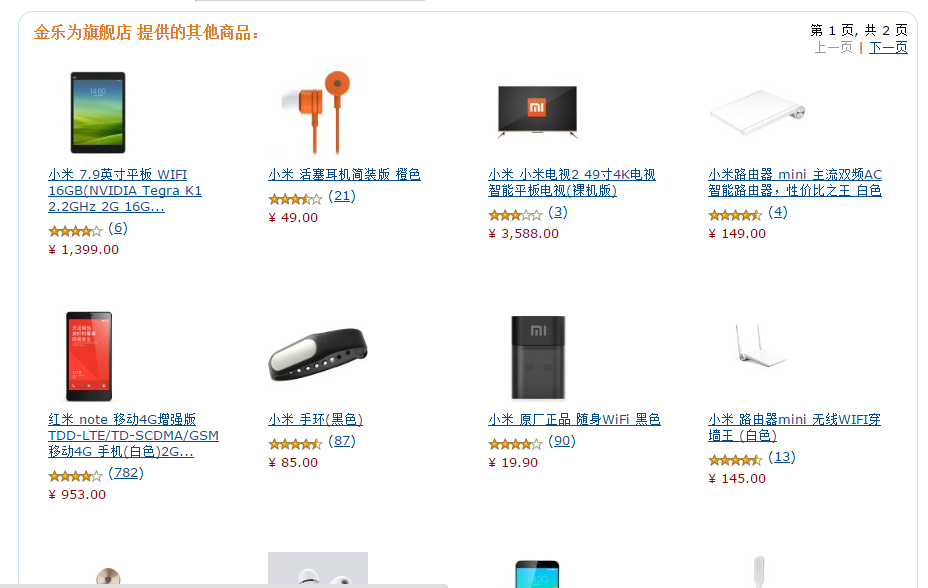 金乐为旗舰店 提供的其他商品：
第 1 页, 共 2 页
上一页 | 下一页
14:00
小米 7.9英寸平板 WIFI
16GB(NVIDIA Tegra K1
2.2GHz 2G 16G...
(6)
¥ 1,399.00
小米 活塞耳机简装版 橙色
(21)
¥ 49.00
mi
小米 小米电视2 49寸4K电视
智能平板电视(裸机版)
(3)
¥ 3,588.00
小米路由器 mini 主流双频AC
智能路由器，性价比之王 白色
(4)
¥ 149.00
红米 note 移动4G增强版
TDD-LTE/TD-SCDMA/GSM
移动4G 手机(白色)2G...
(782)
¥ 953.00
小米 手环(黑色)
(87)
¥ 85.00
mi
小米 原厂正品 随身WiFi 黑色
(90)
¥ 19.90
小米 路由器mini 无线WIFI穿
墙王 (白色)
(13)
¥ 145.00